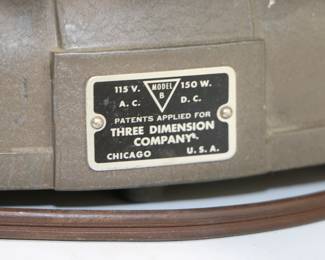 115 V. MODEL 150 W.
A. C. B D. C.
PATENTS APPLIED FOR
THREE DIMENSION
COMPANY
CHICAGO U. S. A.